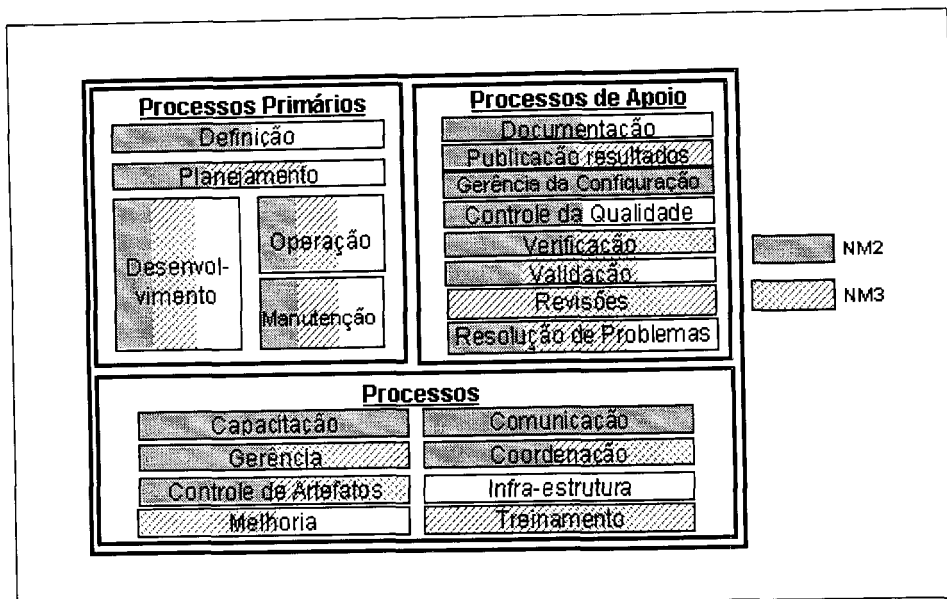 Processos Primários
Definição
Planejamento
Desenvol-
vimento
Operação
Manutenção
Processos de Apoio
Documentação
Publicação resultados
Gerência da Configuração
Controle da Qualidade
Verificação
Validação
Revisões
Resolução de Problemas
NM2
NM3
Processos
Capacitação
Comunicação
Gerência
Coordenação
Controle de Artefatos
Infra-estrutura
Melhoria
Treinamento